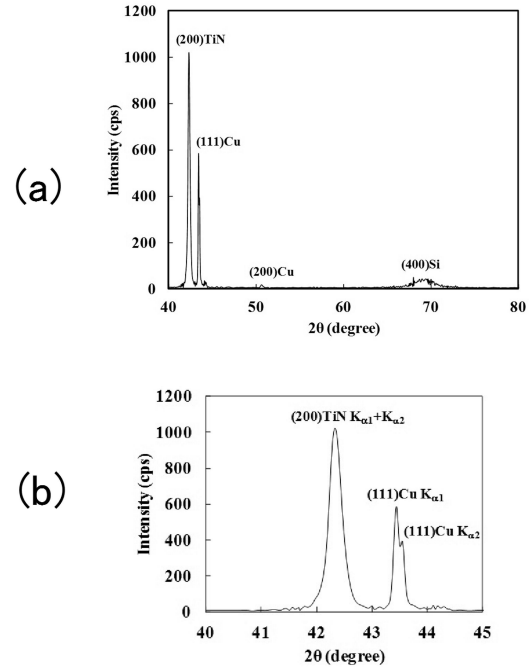 (a)
1200
1000
800
600
400
200
0
Intensity (cps)
(200)TiN
(111)Cu
(200)Cu
(400)Si
40 50 60 70 80
2θ (degree)
(b)
1200
1000
800
600
400
200
0
Intensity (cps)
(200)TiN Kα1+Kα2
(111)Cu Kα1
(111)Cu Kα2
40 41 42 43 44 45
2θ (degree)